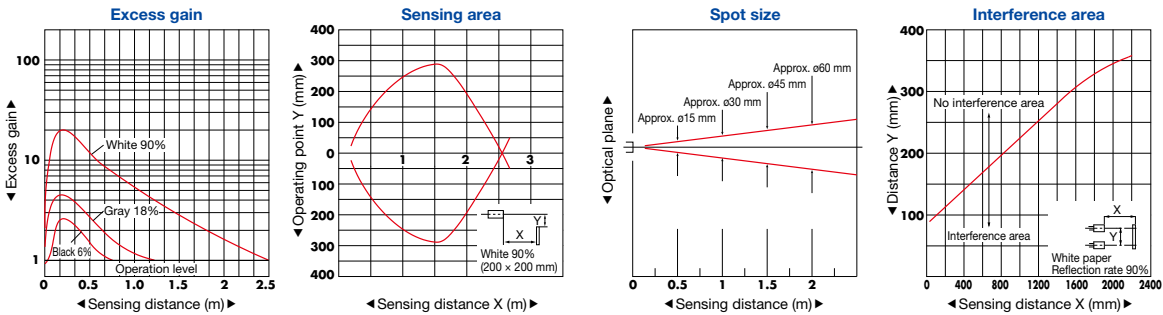 Excess gain
◄ Excess gain ►
100
10
1
White 90%
Gray 18%
Black 6%
Operation level
0 0.5 1.0 1.5 2.0 2.5
◄ Sensing distance (m) ►
Sensing area
◄ Operating point Y (mm) ►
400
300
200
100
0
100
200
300
400
1 2 3
X
Y
White 90%
(200 × 200 mm)
◄ Sensing distance X (m) ►
Spot size
◄ Optical plane ►
Approx. ø60 mm
Approx. ø45 mm
Approx. ø30 mm
Approx. ø15 mm
0 0.5 1 1.5 2
◄ Sensing distance (m) ►
Interference area
◄ Distance Y (mm) ►
400
300
200
100
No interference area
Interference area
X
Y
White paper
Reflection rate 90%
0 400 800 1200 1600 2000 2400
◄ Sensing distance X (mm) ►